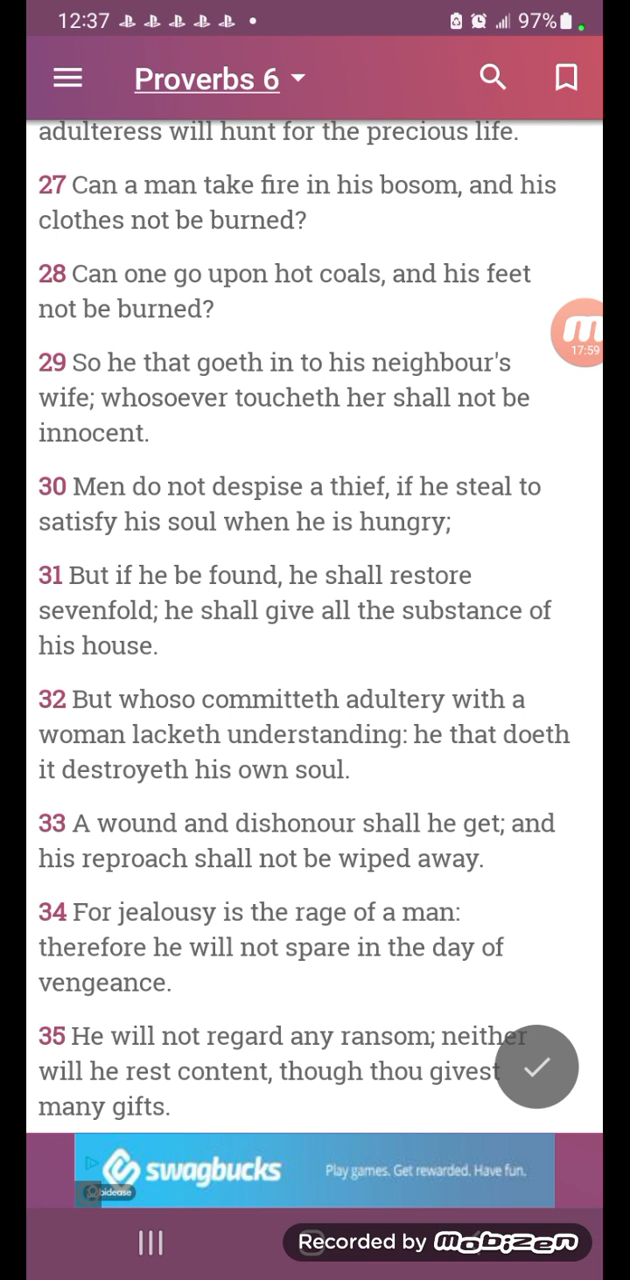 12:37
97%
Proverbs 6
adulteress will hunt for the precious life.
27 Can a man take fire in his bosom, and his
clothes not be burned?
28 Can one go upon hot coals, and his feet
not be burned?
m
17:59
29 So he that goeth in to his neighbour's
wife; whosoever toucheth her shall not be
innocent.
30 Men do not despise a thief, if he steal to
satisfy his soul when he is hungry;
31 But if he be found, he shall restore
sevenfold; he shall give all the substance of
his house.
32 But whoso committeth adultery with a
woman lacketh understanding: he that doeth
it destroyeth his own soul.
33 A wound and dishonour shall he get; and
his reproach shall not be wiped away.
34 For jealousy is the rage of a man:
therefore he will not spare in the day of
vengeance.
35 He will not regard any ransom; neither
will he rest content, though thou givest
many gifts.
swagbucks Play games. Get rewarded. Have fun.
bidease
Recorded by mobizen